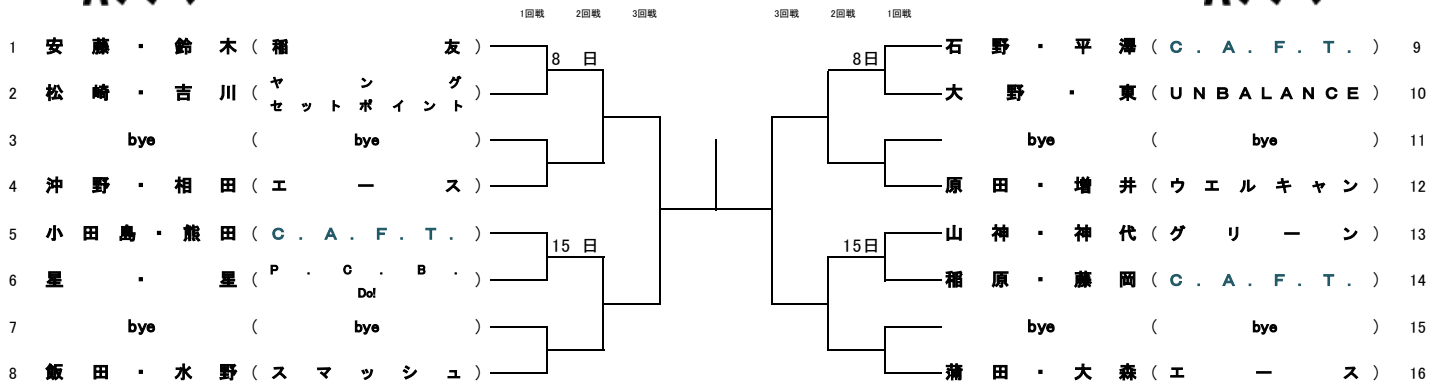 1回戦 2回戦 3回戦 3回戦 2回戦 1回戦
1 安藤・鈴木 ( 稲友 ) 8日 8日 石野・平澤 ( C.A.F.T. ) 9
2 松崎・吉川 ( ヤング
セットポイント ) 大野・東 ( UNBALANCE ) 10
3 bye ( bye ) bye ( bye ) 11
4 沖野・相田 ( エース ) 原田・増井 ( ウエルキャン ) 12
5 小田島・熊田 ( C.A.F.T. ) 15日 15日 山神・神代 ( グリーン ) 13
6 星・星 ( P.C.B.
Do! ) 稲原・藤岡 ( C.A.F.T. ) 14
7 bye ( bye ) bye ( bye ) 15
8 飯田・水野 ( スマッシュ ) 蒲田・大森 ( エース ) 16